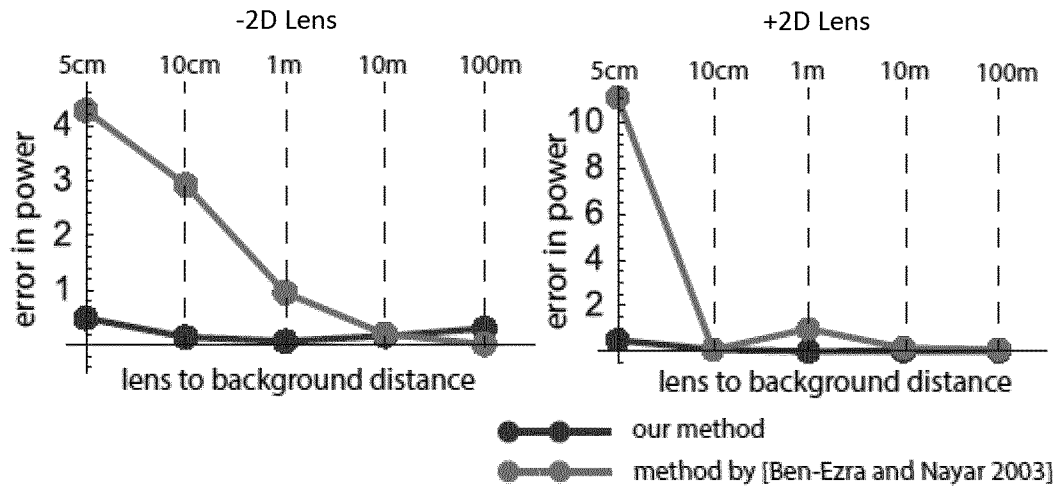 -2D Lens
5cm 10cm 1m 10m 100m
4
3
2
1
error in power
lens to background distance
+2D Lens
5cm 10cm 1m 10m 100m
10
8
6
4
2
error in power
lens to background distance
our method
method by [Ben-Ezra and Nayar 2003]